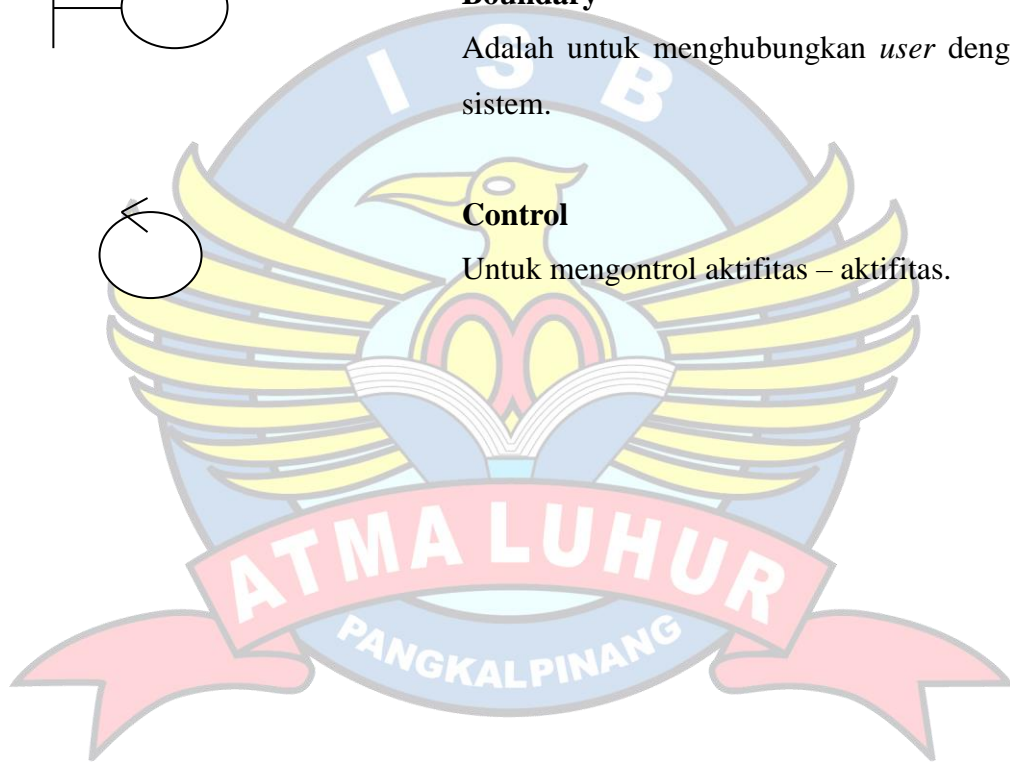 Boundary
Adalah untuk menghubungkan user deng
sistem.
Control
Untuk mengontrol aktifitas – aktifitas.
I S B
ATMA LUHUR
PANGKALPINANG